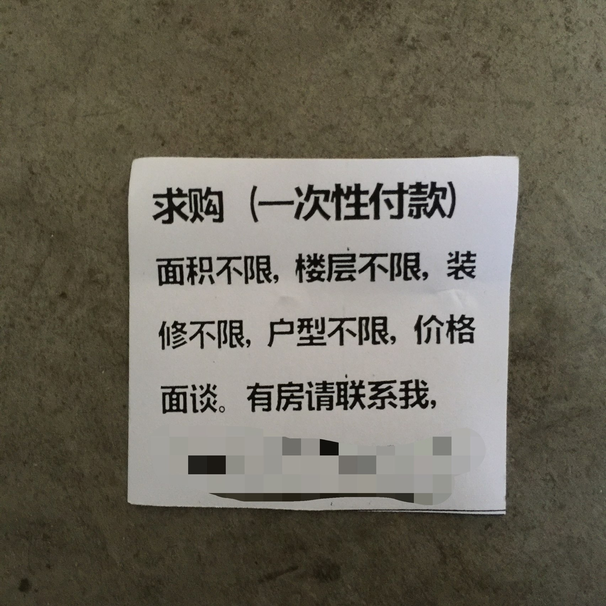 求购（一次性付款）
面积不限，楼层不限，装
修不限，户型不限，价格
面谈。有房请联系我，